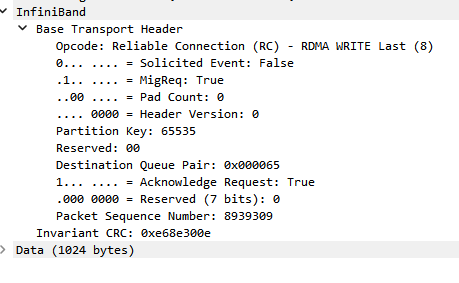 InfiniBand
Base Transport Header
Opcode: Reliable Connection (RC) - RDMA WRITE Last (8)
0... .... = Solicited Event: False
.1.. .... = MigReq: True
..00 .... = Pad Count: 0
.... 0000 = Header Version: 0
Partition Key: 65535
Reserved: 00
Destination Queue Pair: 0x000065
1... .... = Acknowledge Request: True
.000 0000 = Reserved (7 bits): 0
Packet Sequence Number: 8939309
Invariant CRC: 0xe68e300e
Data (1024 bytes)